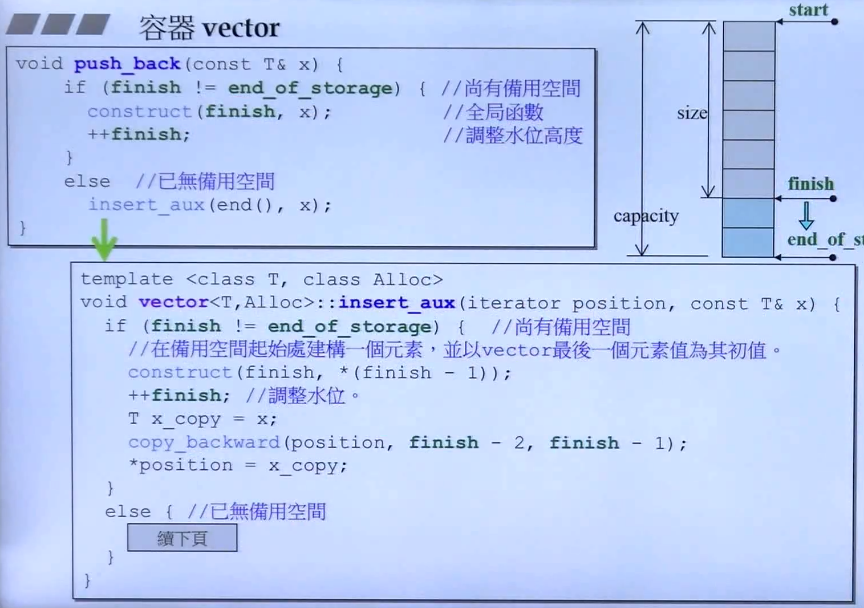 容器 vector
void push_back(const T& x) {
if (finish != end_of_storage) { //尚有備用空間
construct(finish, x); //全局函數
++finish; //調整水位高度
}
else //已無備用空間
insert_aux(end(), x);
}
start
size
finish
capacity
template <class T, class Alloc>
void vector<T,Alloc>::insert_aux(iterator position, const T& x) {
if (finish != end_of_storage) { //尚有備用空間
//在備用空間起始處建構一個元素，並以vector最後一個元素值為其初值。
construct(finish, *(finish - 1));
++finish; //調整水位。
T x_copy = x;
copy_backward(position, finish - 2, finish - 1);
*position = x_copy;
}
else { //已無備用空間
續下頁
}
}